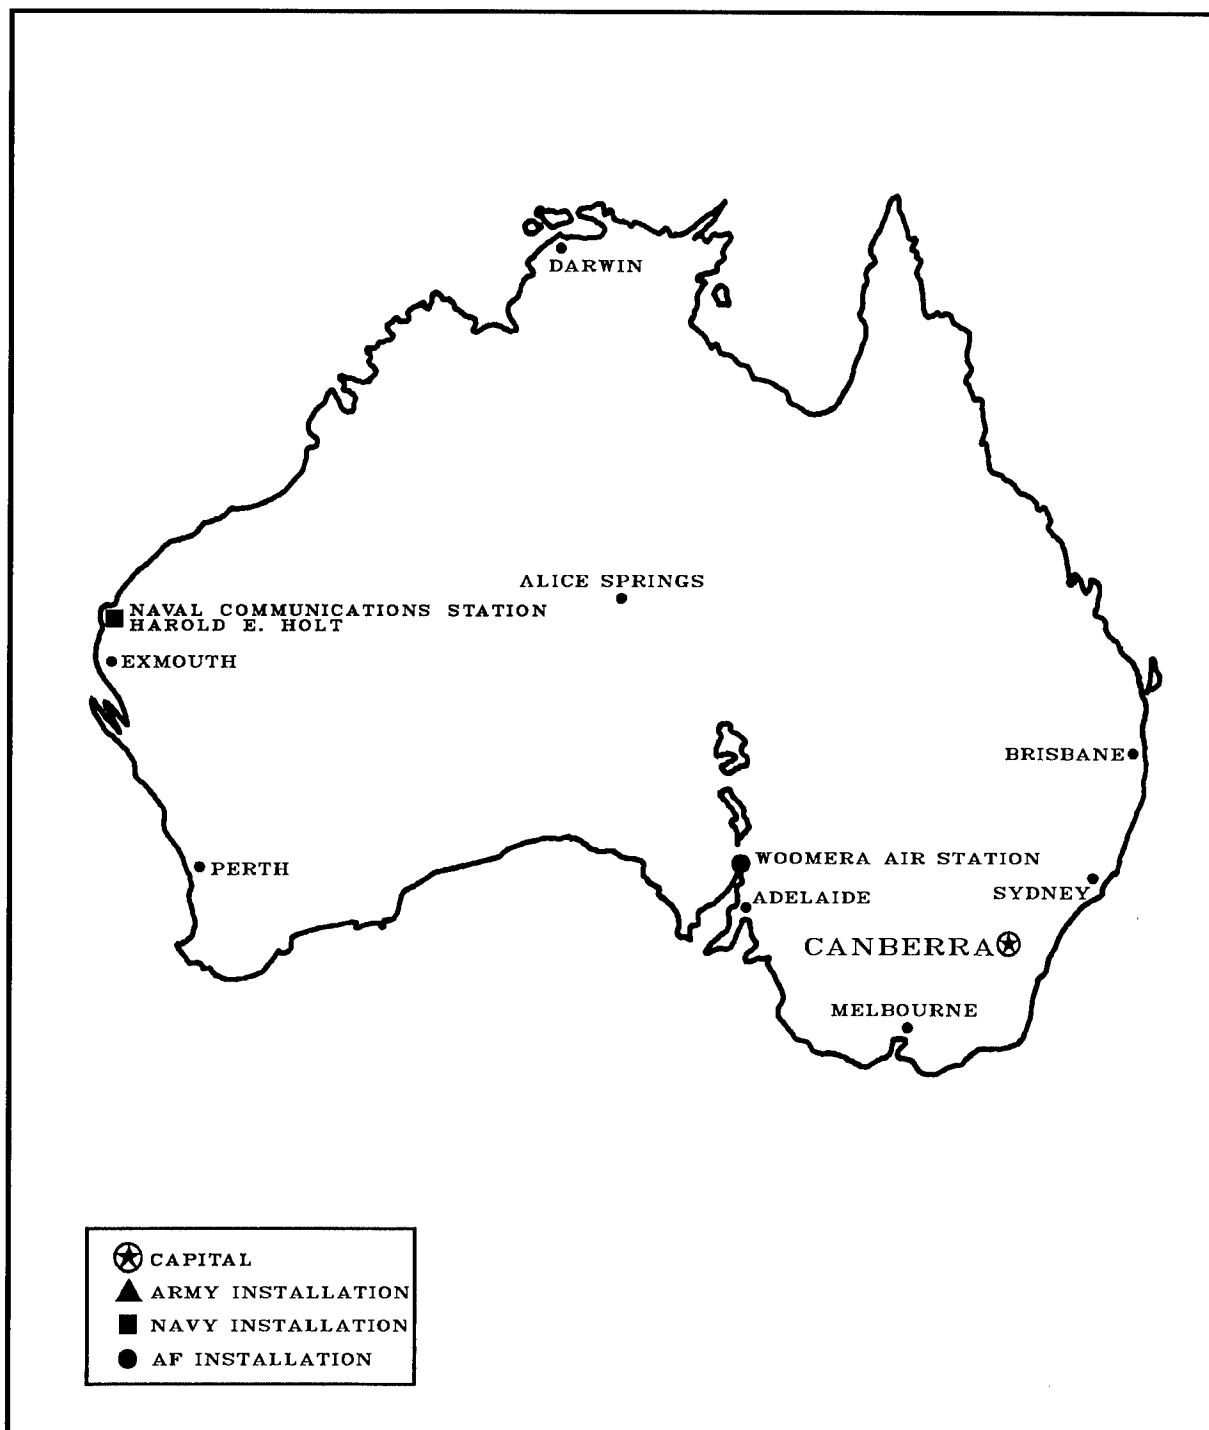 DARWIN
ALICE SPRINGS
NAVAL COMMUNICATIONS STATION
HAROLD E. HOLT
EXMOUTH
BRISBANE
PERTH
WOOMERA AIR STATION
SYDNEY
ADELAIDE
CANBERRA
MELBOURNE
CAPITAL
ARMY INSTALLATION
NAVY INSTALLATION
AF INSTALLATION